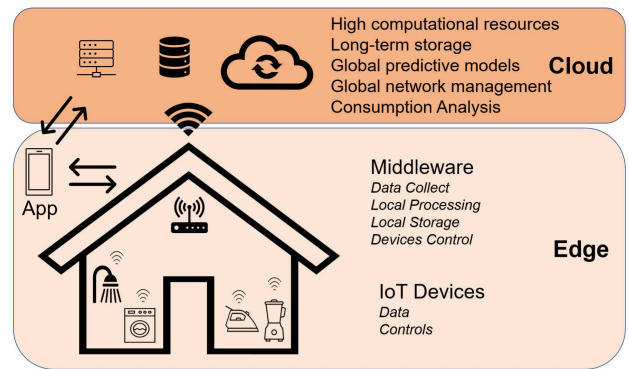 High computational resources
Long-term storage
Global predictive models
Global network management
Consumption Analysis
Cloud
App
Middleware
Data Collect
Local Processing
Local Storage
Devices Control
Edge
IoT Devices
Data
Controls